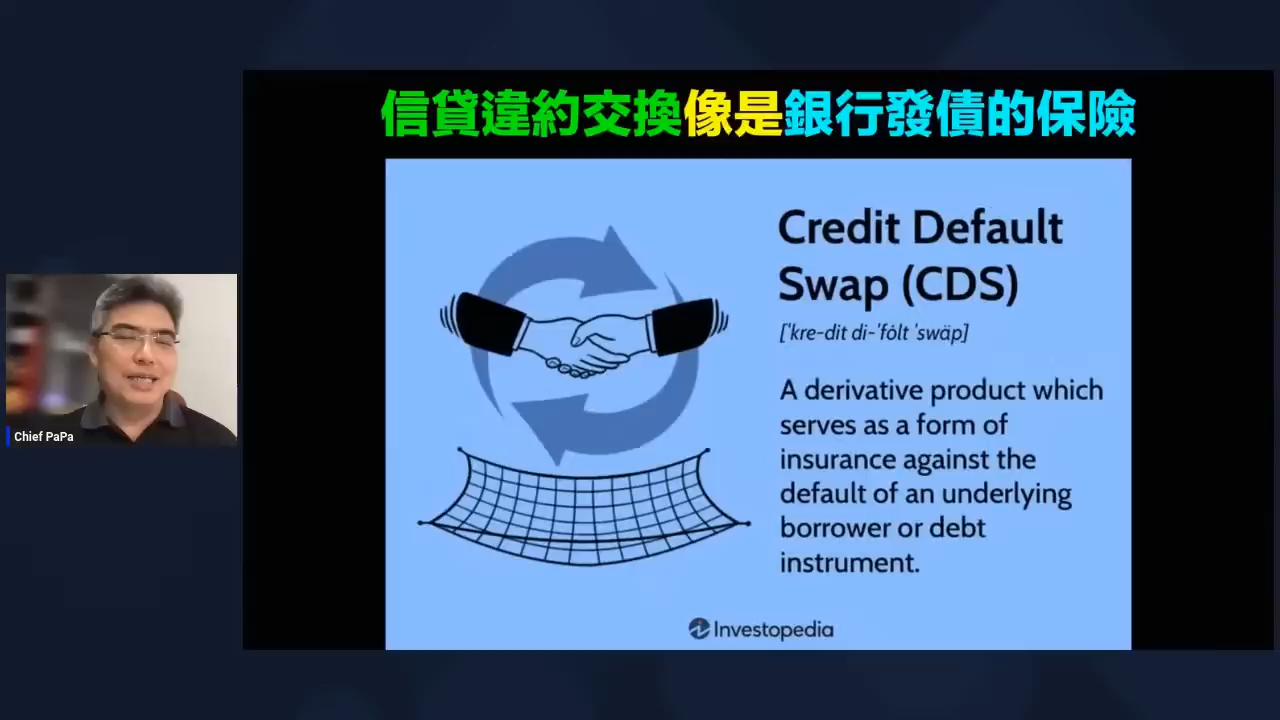 信貸違約交換像是銀行發債的保險
Credit Default
Swap (CDS)
['kre-dit di-'fȯlt 'swäp]
A derivative product which
serves as a form of
insurance against the
default of an underlying
borrower or debt
instrument.
Investopedia
Chief PaPa